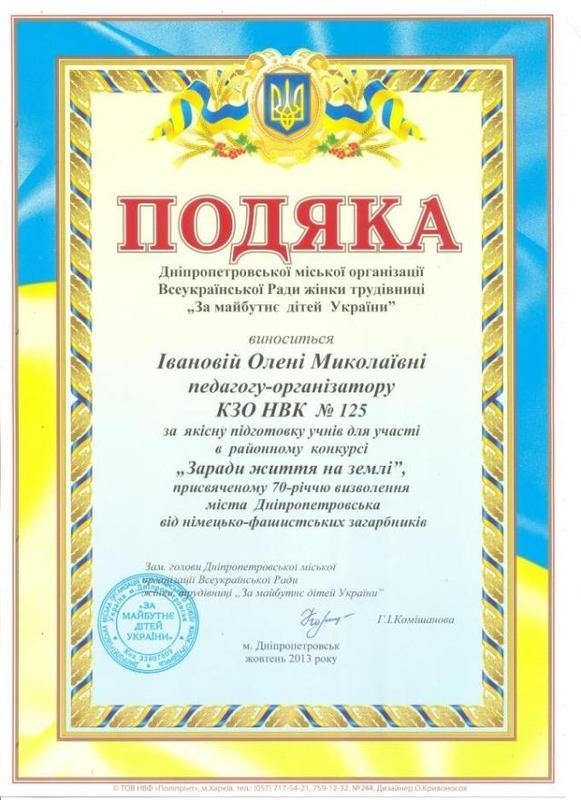 ПОДЯКА
Дніпропетровської міської організації
Всеукраїнської Ради жінки трудівниці
„За майбутнє дітей України”
виноситься
Івановій Олені Миколаївні
педагогу-організатору
КЗО НВК № 125
за якісну підготовку учнів для участі
в районному конкурсі
„Заради життя на землі”,
присвяченому 70-річчю визволення
міста Дніпропетровська
від німецько-фашистських загарбників
Зам. голови Дніпропетровської міської
організації Всеукраїнської Ради
жінки, трудівниці „За майбутнє дітей України”
Г.І.Комішанова
«ЗА
МАЙБУТНЄ
ДІТЕЙ
УКРАЇНИ»
м. Дніпропетровськ
жовтень 2013 року
© ТОВ НВФ «Поліпрінт», м.Харків, тел.: (057) 717-54-21, 759-12-32. №244. Дизайнер О.Кривоносов